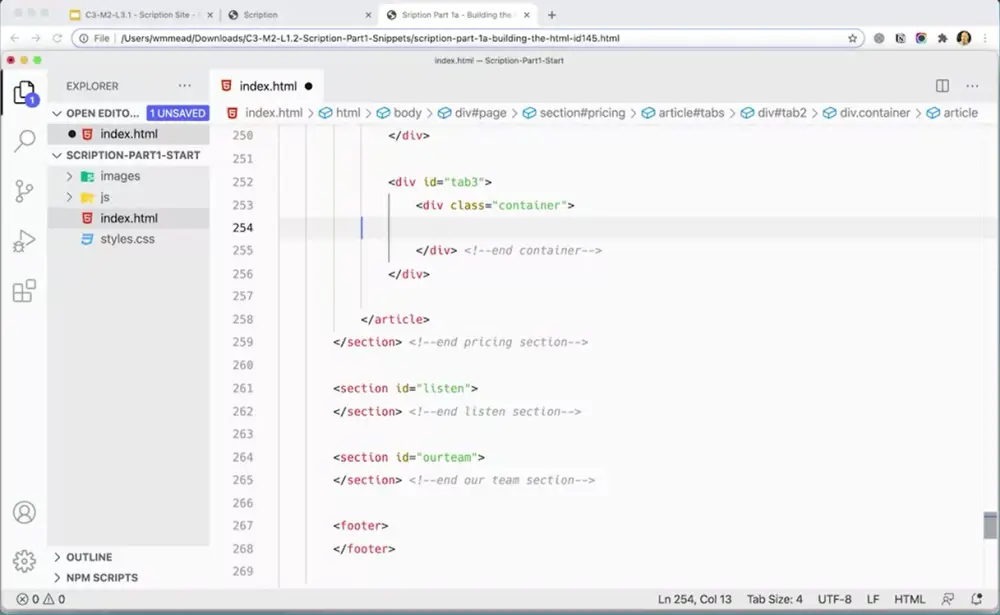 C3-M2-L3.1 - Scription Site -
Scription
Sription Part 1a - Building the
File /Users/wmmead/Downloads/C3-M2-L1.2-Scription-Part1-Snippets/scription-part-1a-building-the-html-id145.html
index.html — Scription-Part1-Start
EXPLORER
index.html
OPEN EDITO... 1 UNSAVED
index.html > html > body > div#page > section#pricing > article#tabs > div#tab2 > div.container > article
index.html
SCRIPTION-PART1-START
images
js
index.html
styles.css
1
250 </div>
251
252 <div id="tab3">
253 <div class="container">
254
255 </div> <!--end container-->
256 </div>
257
258 </article>
259 </section> <!--end pricing section-->
260
261 <section id="listen">
262 </section> <!--end listen section-->
263
264 <section id="ourteam">
265 </section> <!--end our team section-->
266
267 <footer>
268 </footer>
269
OUTLINE
NPM SCRIPTS
0 0 Ln 254, Col 13 Tab Size: 4 UTF-8 LF HTML